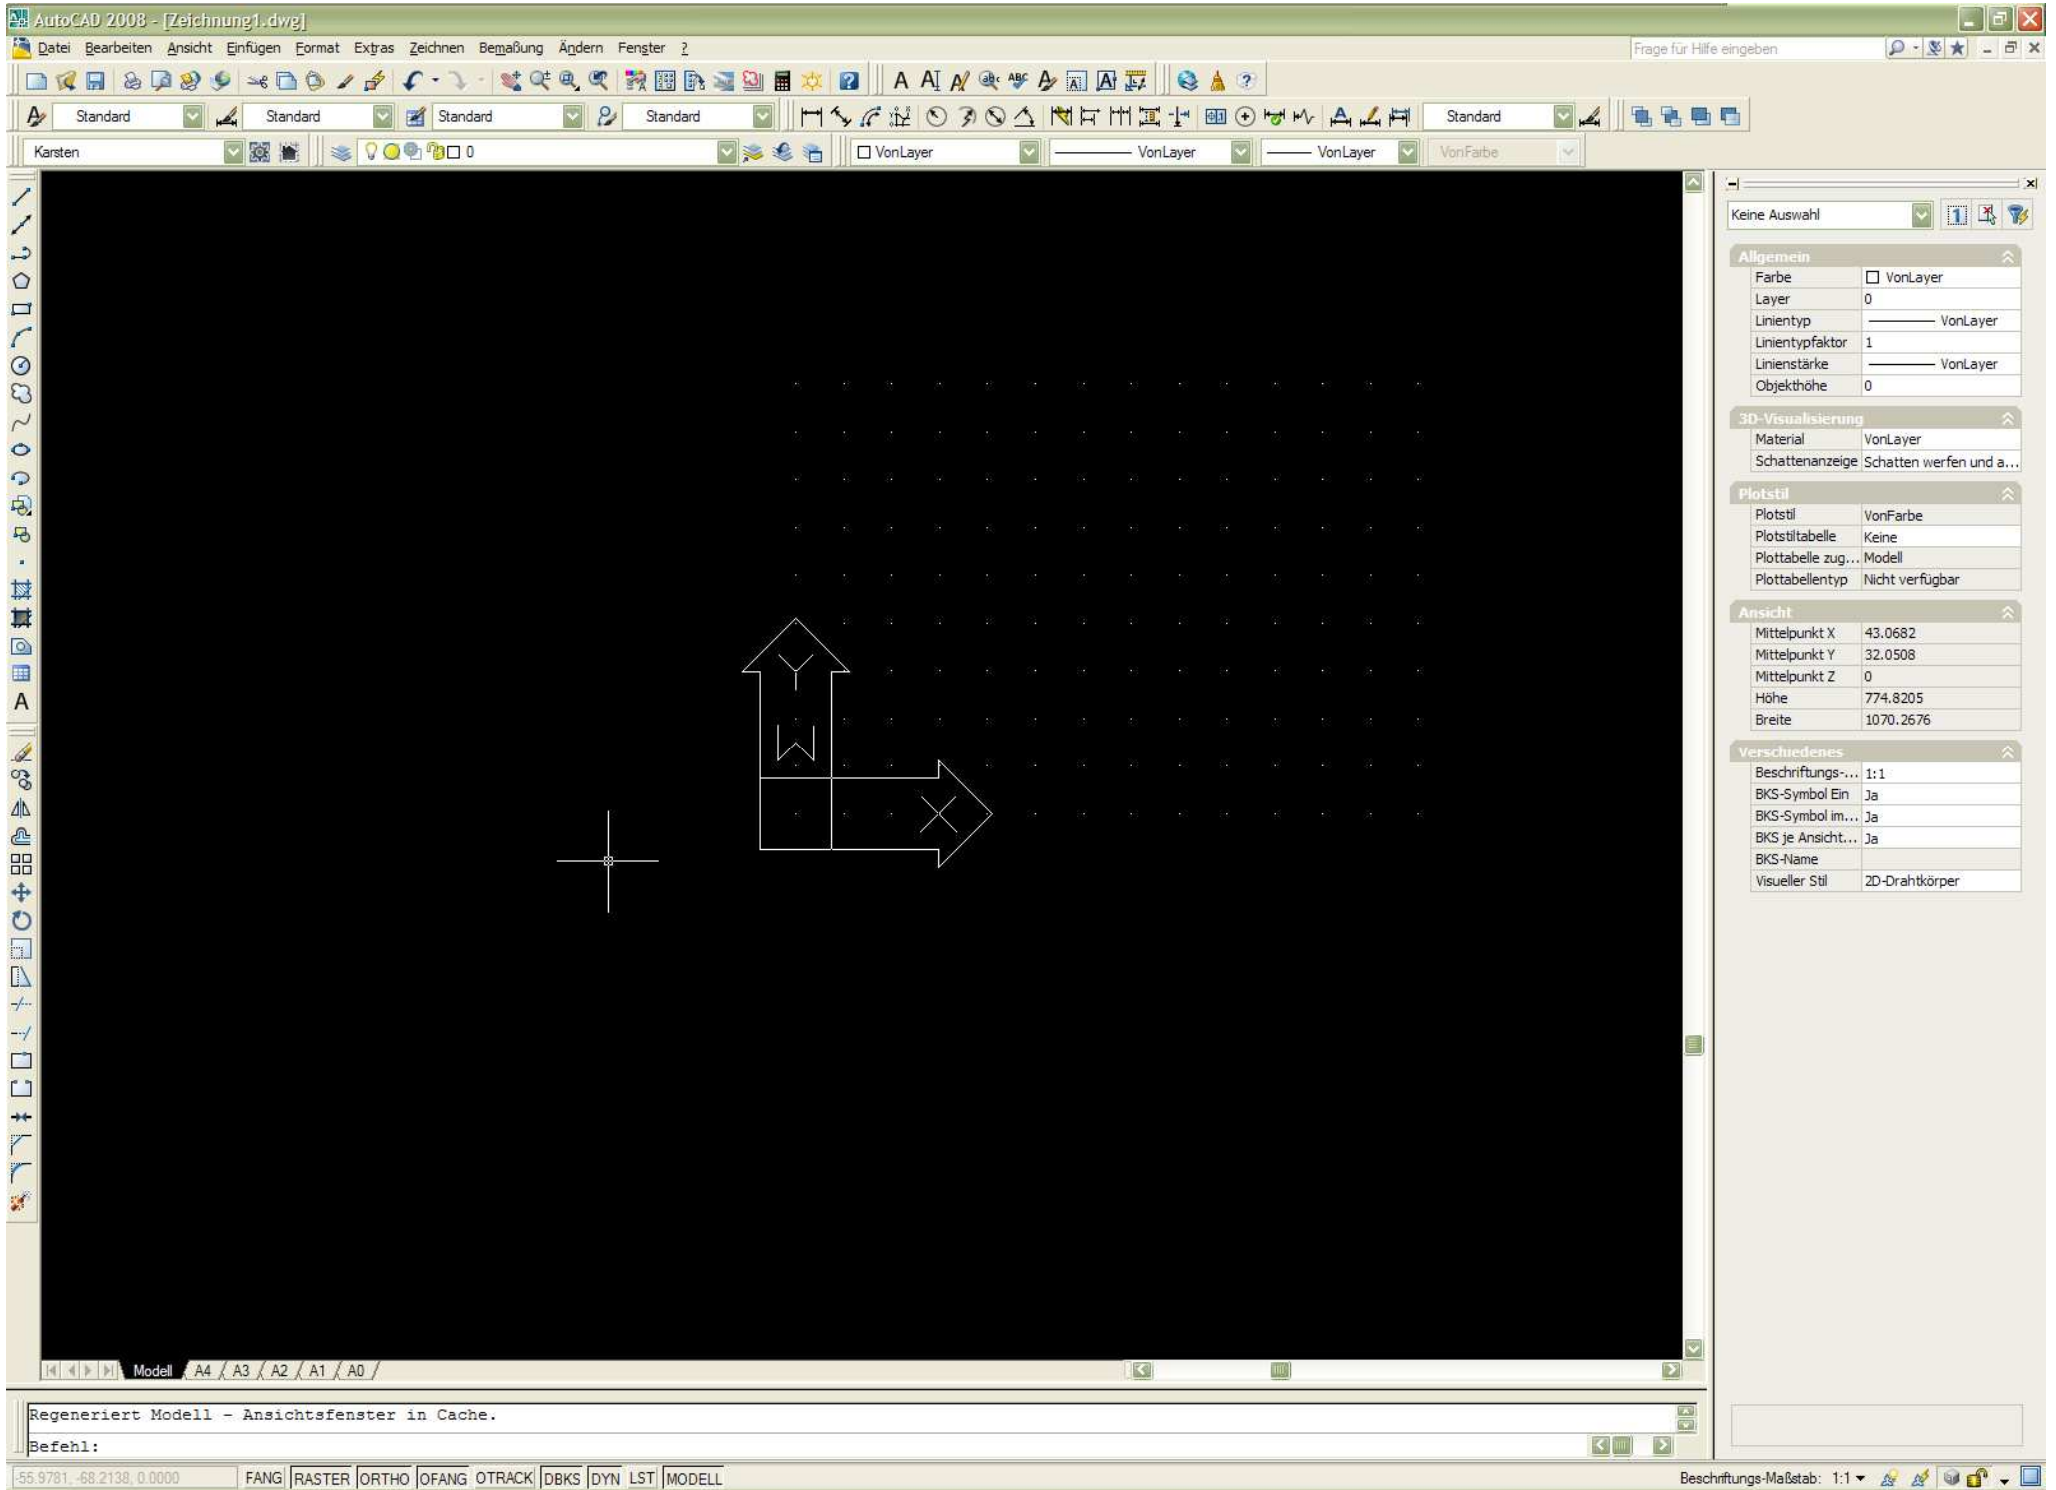 AutoCAD 2008 - [Zeichnung1.dwg]
Datei Bearbeiten Ansicht Einfügen Format Extras Zeichnen Bemaßung Ändern Fenster ? Frage für Hilfe eingeben
Standard Standard Standard Standard Standard
Karsten 0 VonLayer VonLayer VonLayer VonFarbe
Keine Auswahl
Allgemein
Farbe VonLayer
Layer 0
Linientyp VonLayer
Linientypfaktor 1
Linienstärke VonLayer
Objekthöhe 0
3D-Visualisierung
Material VonLayer
Schattenanzeige Schatten werfen und a...
Plotstil
Plotstil VonFarbe
Plotstiltabelle Keine
Plottabelle zug... Modell
Plottabellentyp Nicht verfügbar
Ansicht
Mittelpunkt X 43.0682
Mittelpunkt Y 32.0508
Mittelpunkt Z 0
Höhe 774.8205
Breite 1070.2676
Verschiedenes
Beschriftungs-... 1:1
BKS-Symbol Ein Ja
BKS-Symbol im... Ja
BKS je Ansicht... Ja
BKS-Name
Visueller Stil 2D-Drahtkörper
Y
W
X
Modell A4 A3 A2 A1 A0
Regeneriert Modell - Ansichtsfenster in Cache.
Befehl:
-55.9781, -68.2138, 0.0000 FANG RASTER ORTHO OFANG OTRACK DBKS DYN LST MODELL Beschriftungs-Maßstab: 1:1